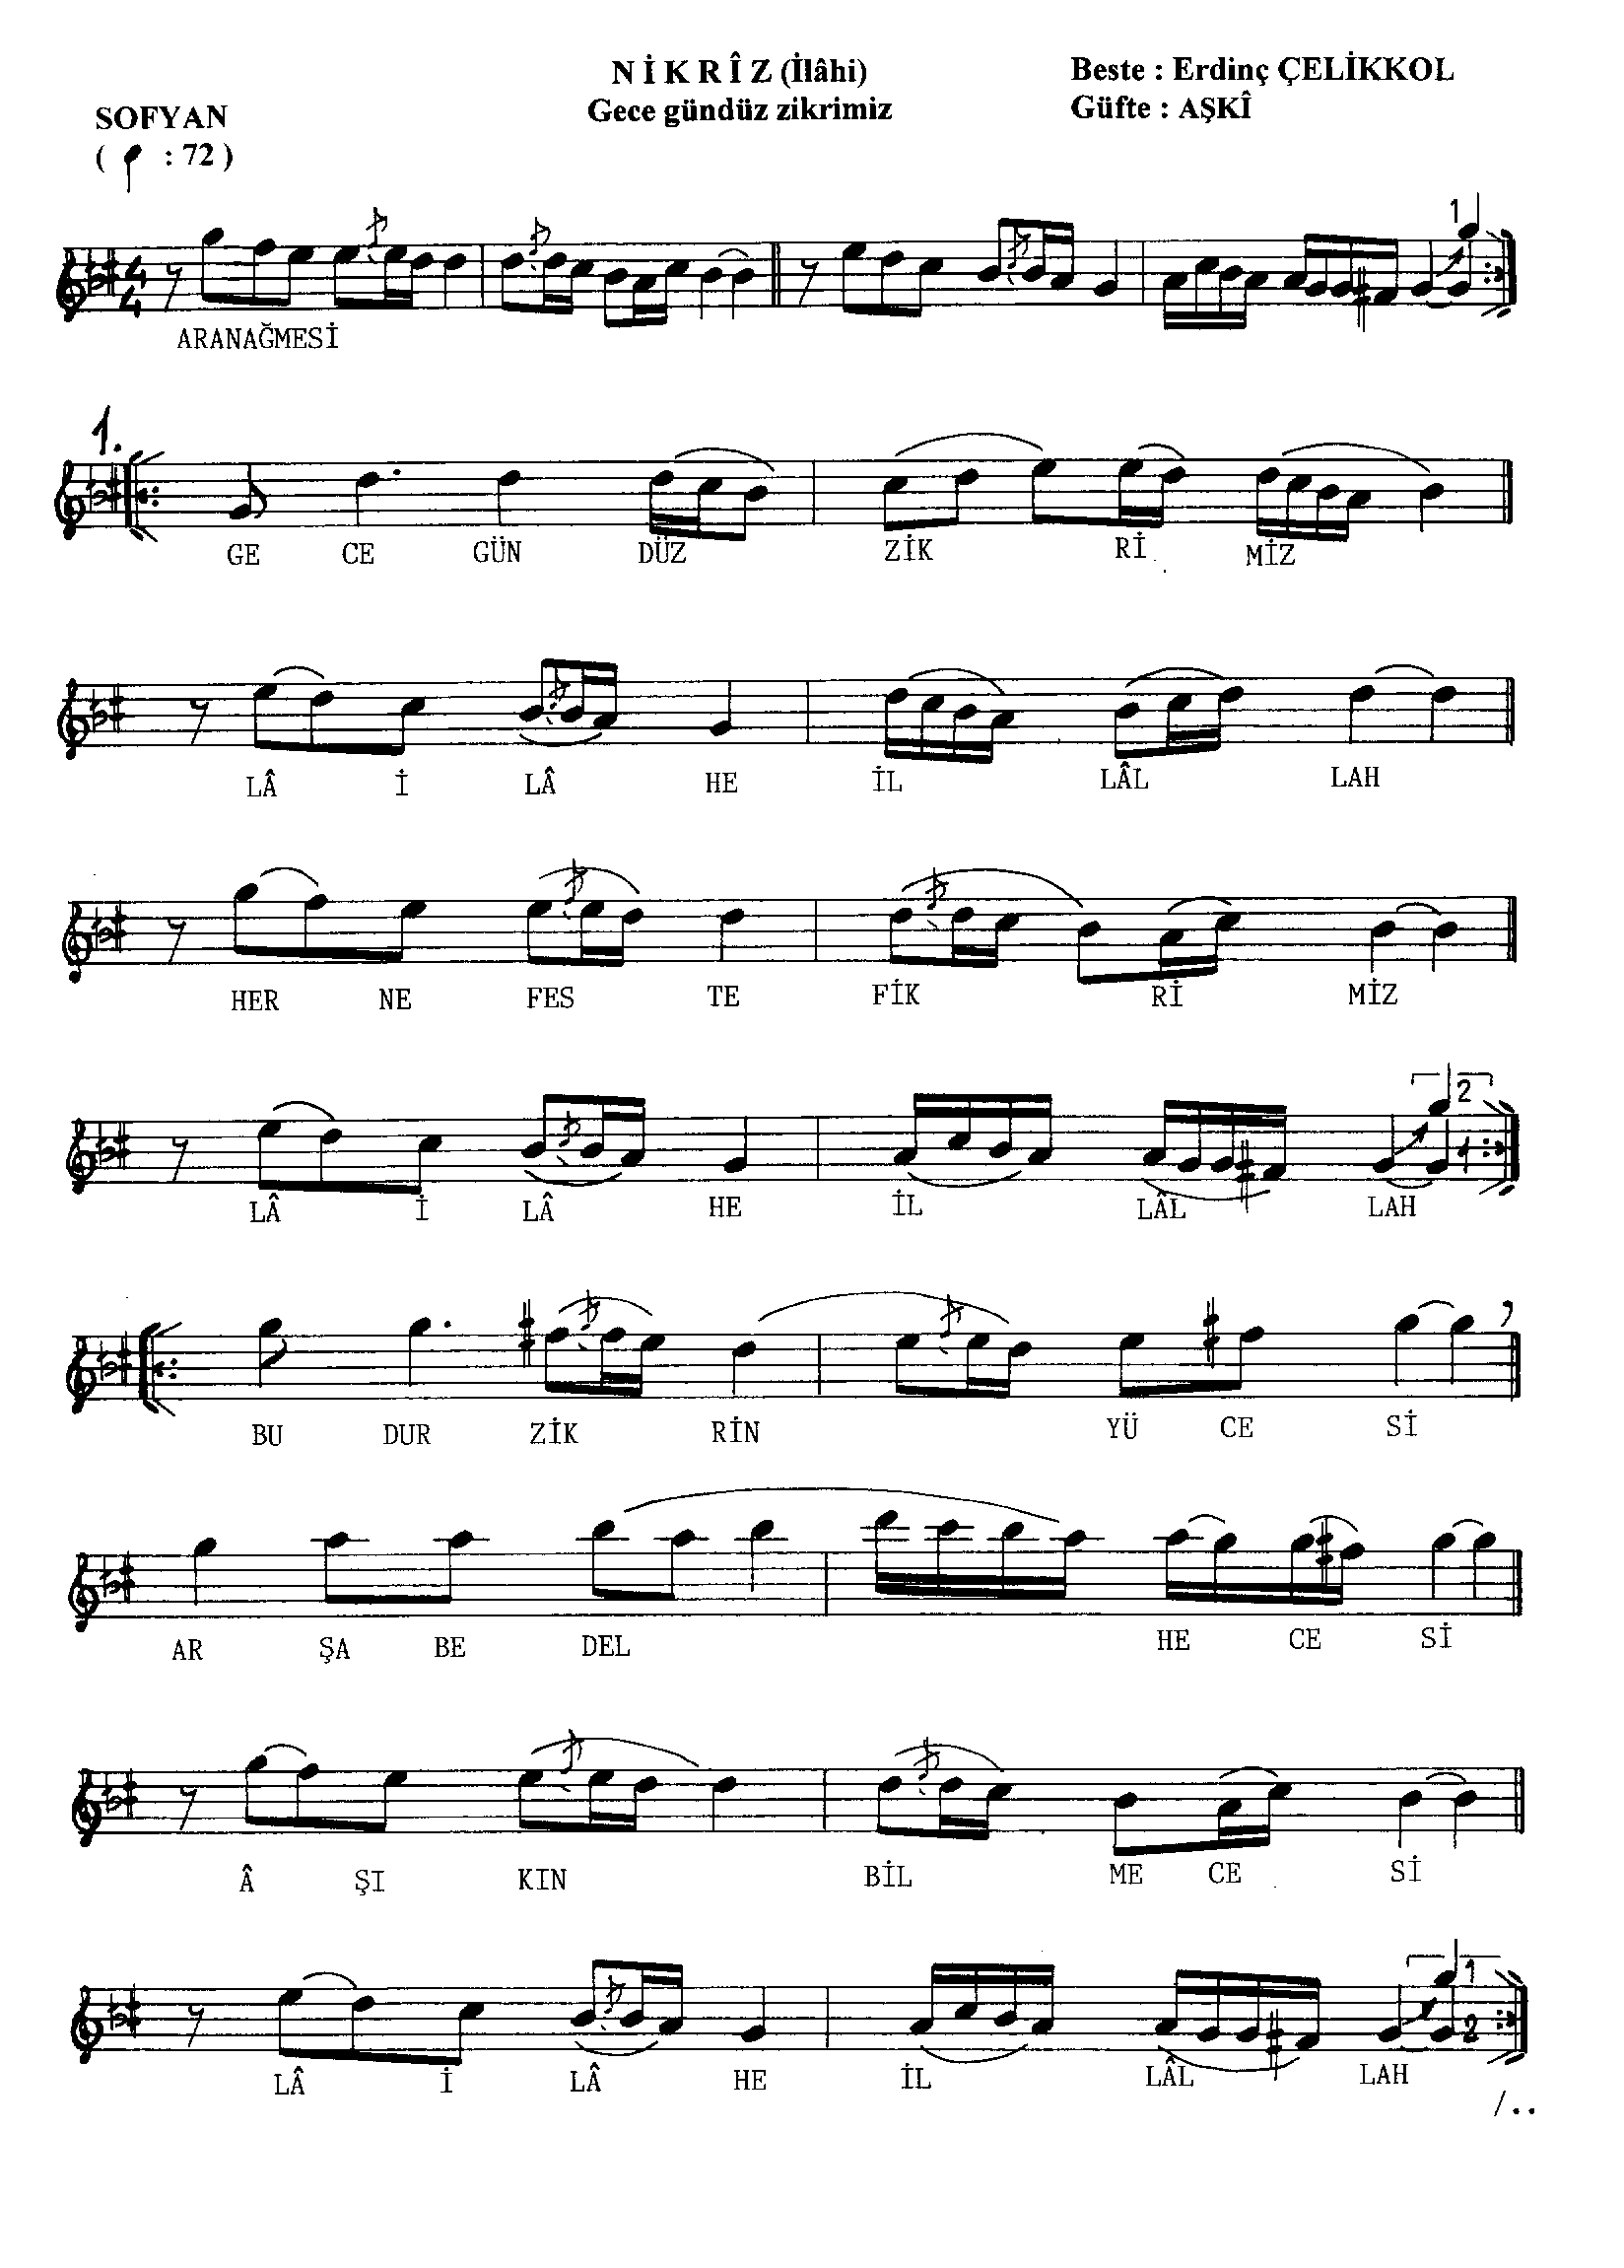 NİKRÎZ (İlâhi)
Gece gündüz zikrimiz
Beste : Erdinç ÇELİKKOL
Güfte : AŞKÎ
SOFYAN
( : 72 )
4
4
1
ARANAĞMESİ
1.
GE CE GÜN DÜZ ZİK Rİ MİZ
LÂ İ LÂ HE İL LÂL LAH
HER NE FES TE FİK Rİ MİZ
2
LÂ İ LÂ HE İL LÂL LAH
BU DUR ZİK RİN YÜ CE Sİ
AR ŞA BE DEL HE CE Sİ
 ŞI KIN BİL ME CE Sİ
1
2
LÂ İ LÂ HE İL LÂL LAH
/..